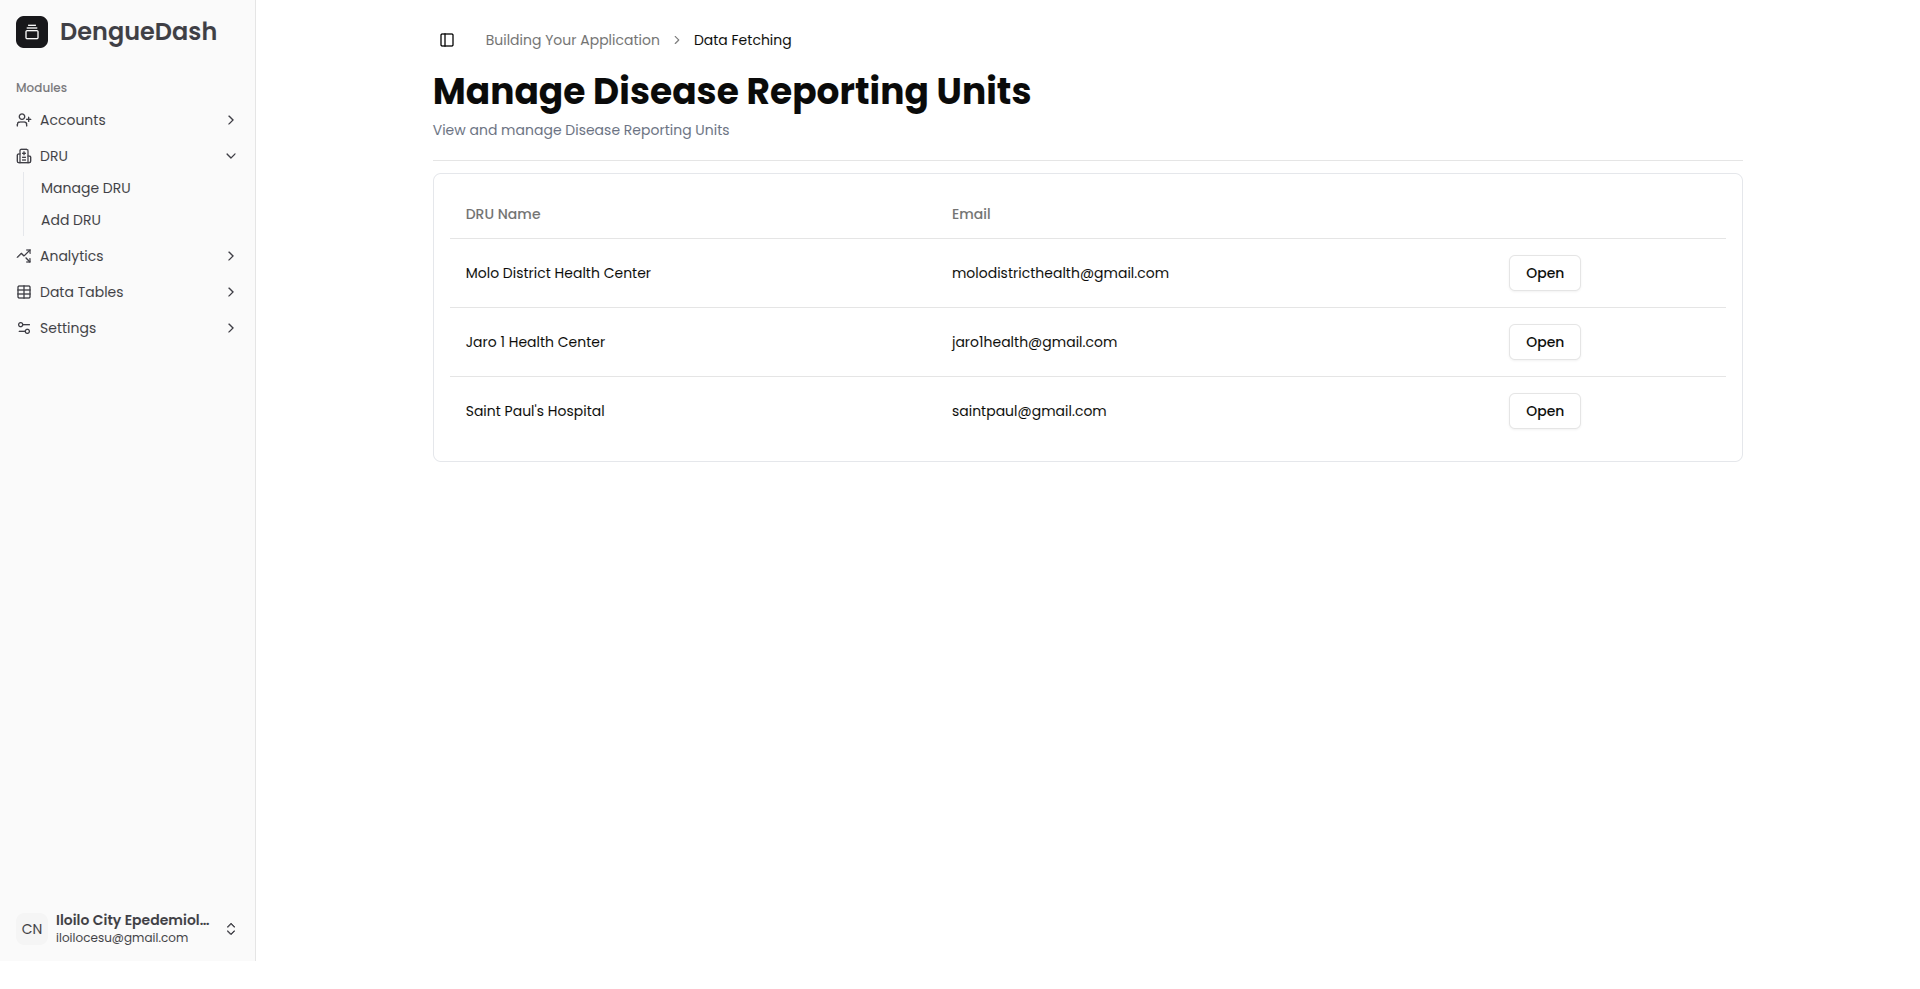 DengueDash
Modules
Accounts
DRU
Manage DRU
Add DRU
Analytics
Data Tables
Settings
CN
Iloilo City Epedemiol...
iloilocesu@gmail.com
Building Your Application > Data Fetching
Manage Disease Reporting Units
View and manage Disease Reporting Units
DRU Name Email
Molo District Health Center molodistricthealth@gmail.com Open
Jaro 1 Health Center jaro1health@gmail.com Open
Saint Paul's Hospital saintpaul@gmail.com Open